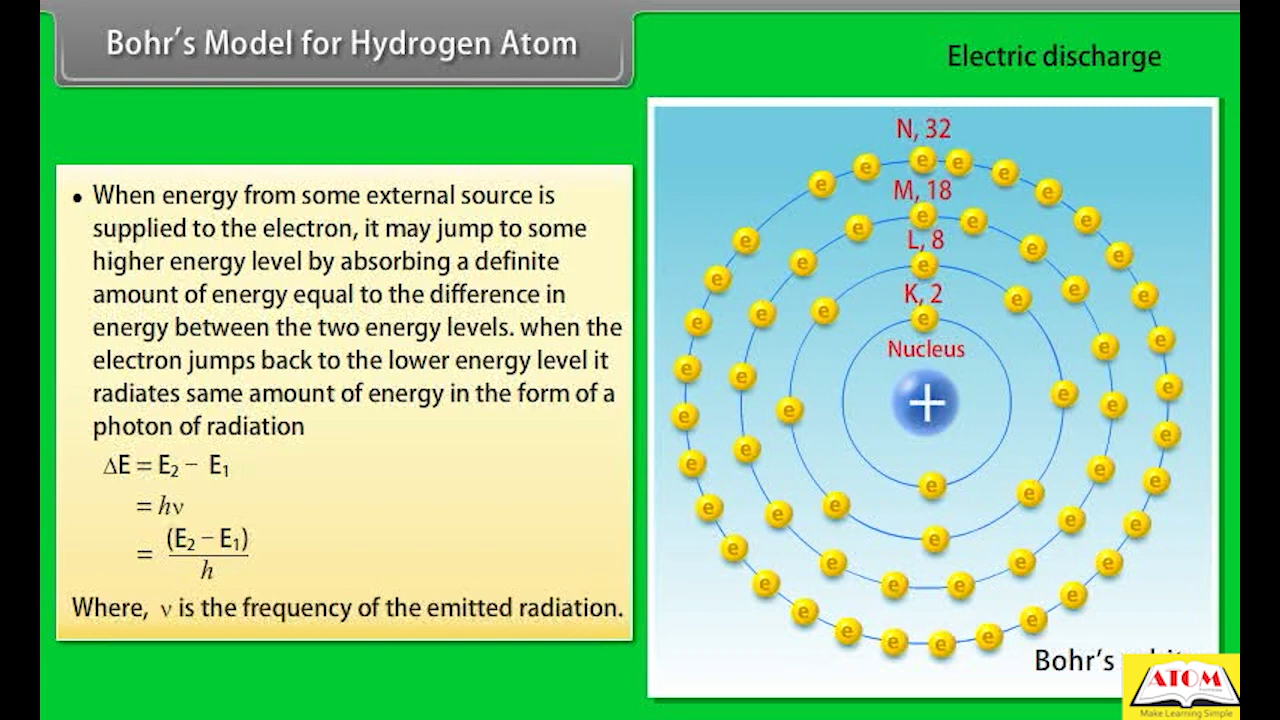 Bohr´s Model for Hydrogen Atom
Electric discharge
• When energy from some external source is
supplied to the electron, it may jump to some
higher energy level by absorbing a definite
amount of energy equal to the difference in
energy between the two energy levels. when the
electron jumps back to the lower energy level it
radiates same amount of energy in the form of a
photon of radiation
ΔE = E₂ − E₁
= hν
= (E₂ − E₁)
h
Where, ν is the frequency of the emitted radiation.
N, 32
e e e e e e e e e e e e e e e e e e e e e e e e e e e e e e e e
M, 18
e e e e e e e e e e e e e e e e e e
L, 8
e e e e e e e e
K, 2
e e
Nucleus
+
Bohr's
ATOM
Make Learning Simple